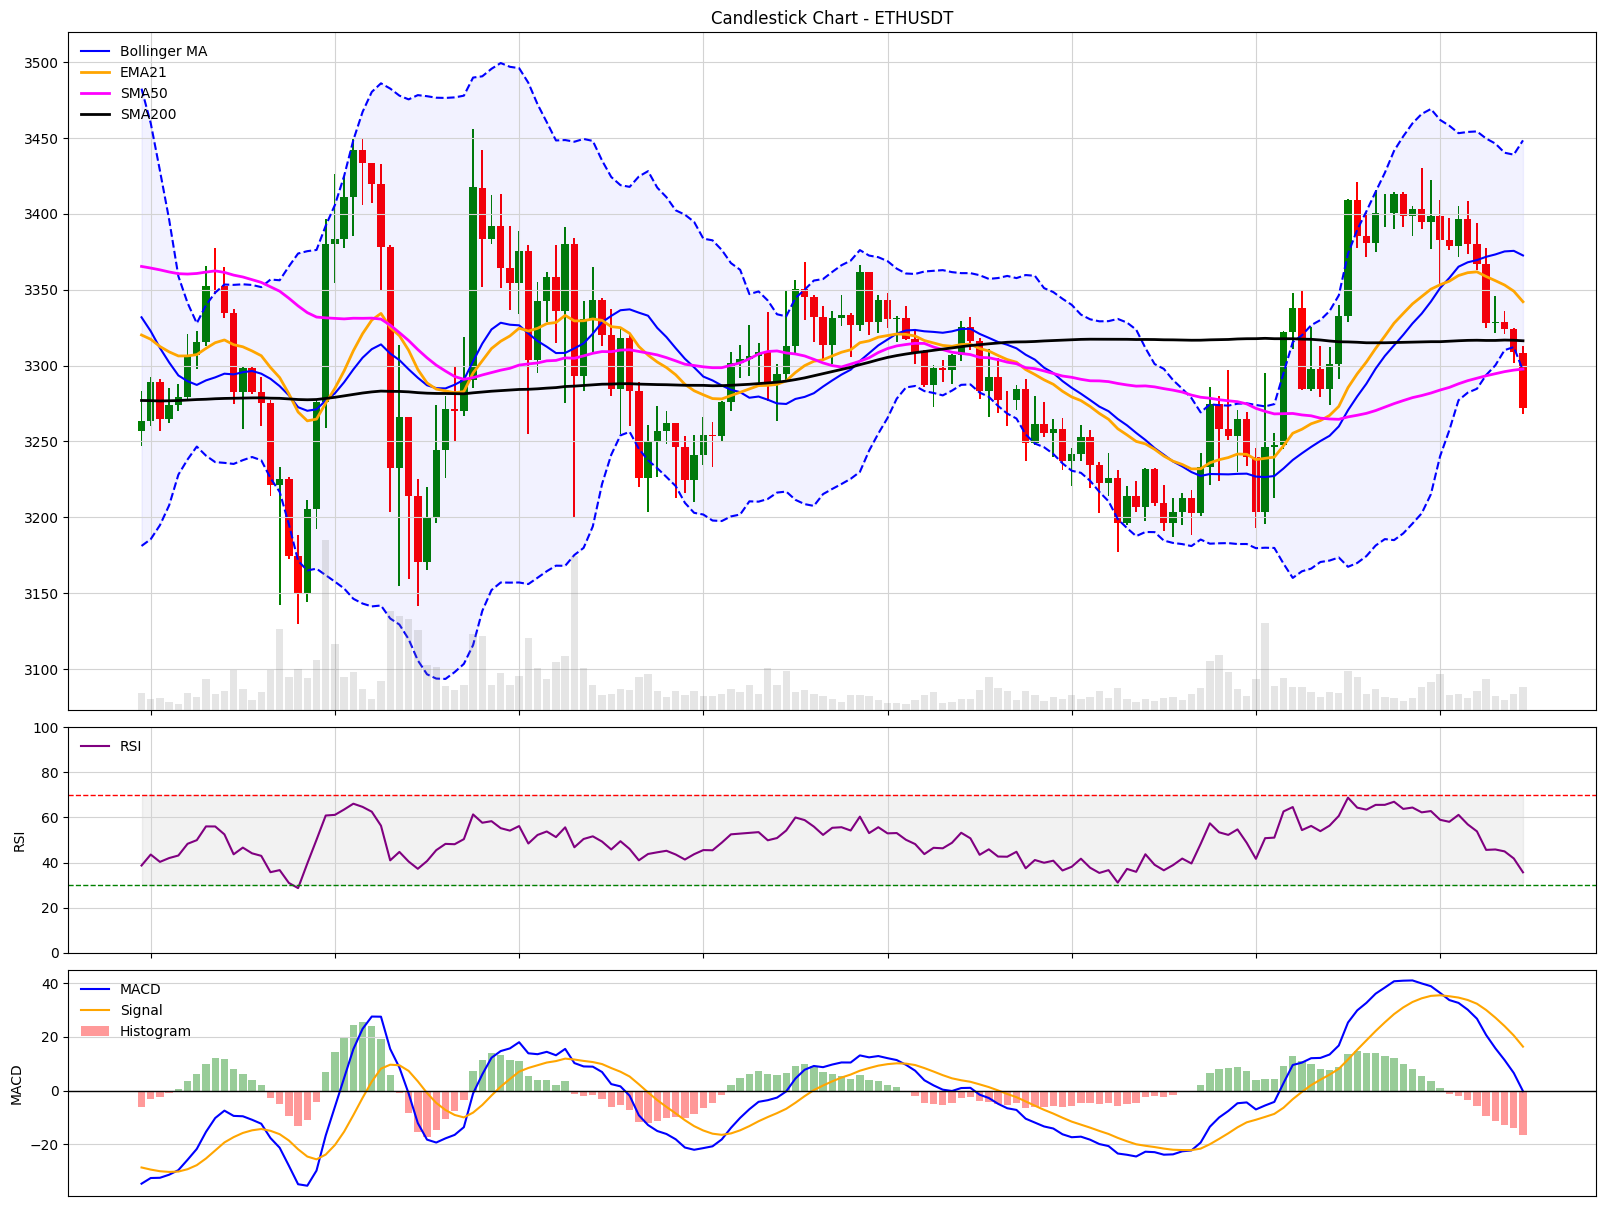 Candlestick Chart - ETHUSDT
Bollinger MA
EMA21
SMA50
SMA200
3500
3450
3400
3350
3300
3250
3200
3150
3100
RSI
100
80
60
40
20
0
RSI
MACD
Signal
Histogram
40
20
0
−20
MACD